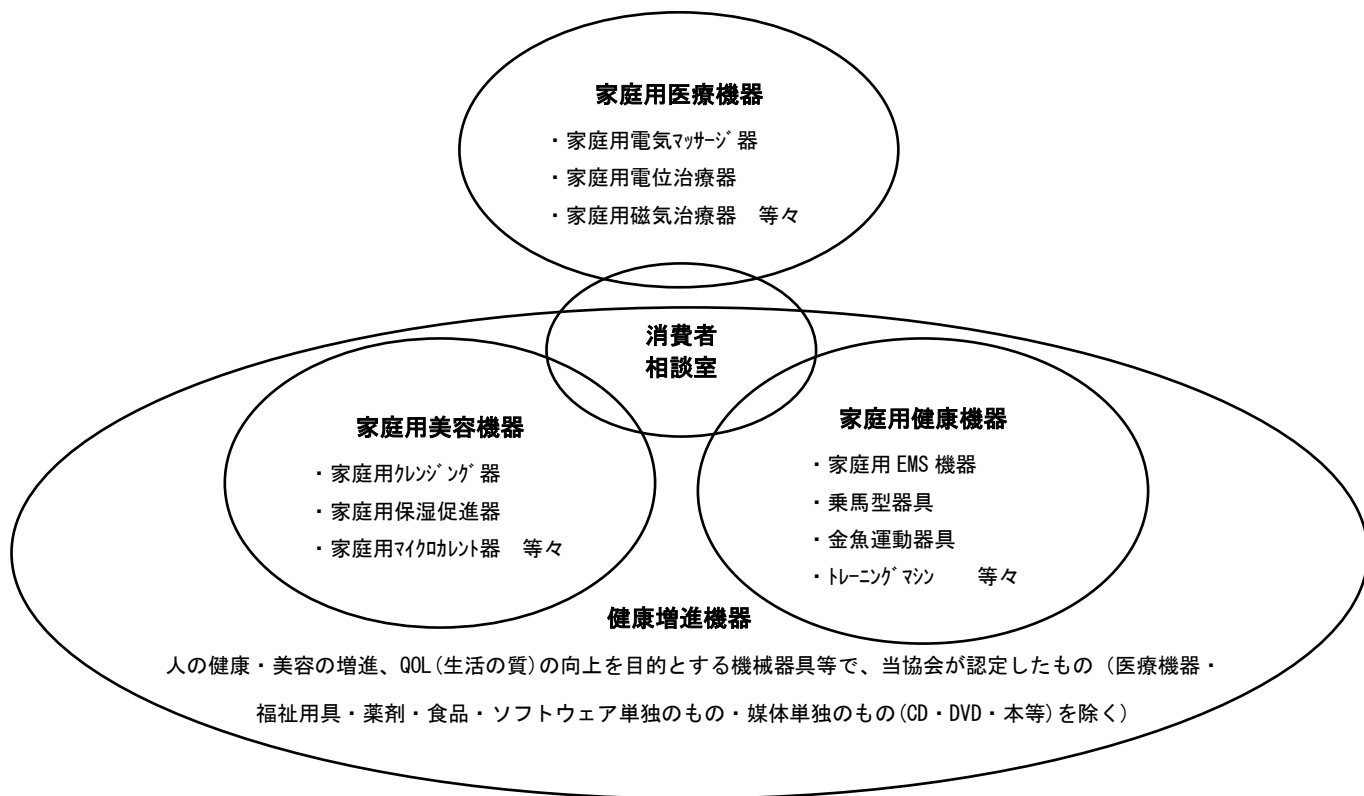 家庭用医療機器
・家庭用電気ﾏｯｻｰｼﾞ器
・家庭用電位治療器
・家庭用磁気治療器　等々
消費者
相談室
家庭用美容機器
・家庭用ｸﾚﾝｼﾞﾝｸﾞ器
・家庭用保湿促進器
・家庭用ﾏｲｸﾛｶﾚﾝﾄ器　等々
家庭用健康機器
・家庭用 EMS 機器
・乗馬型器具
・金魚運動器具
・ﾄﾚｰﾆﾝｸﾞﾏｼﾝ　　等々
健康増進機器
人の健康・美容の増進、QOL(生活の質)の向上を目的とする機械器具等で、当協会が認定したもの（医療機器・
福祉用具・薬剤・食品・ソフトウェア単独のもの・媒体単独のもの(CD・DVD・本等)を除く）